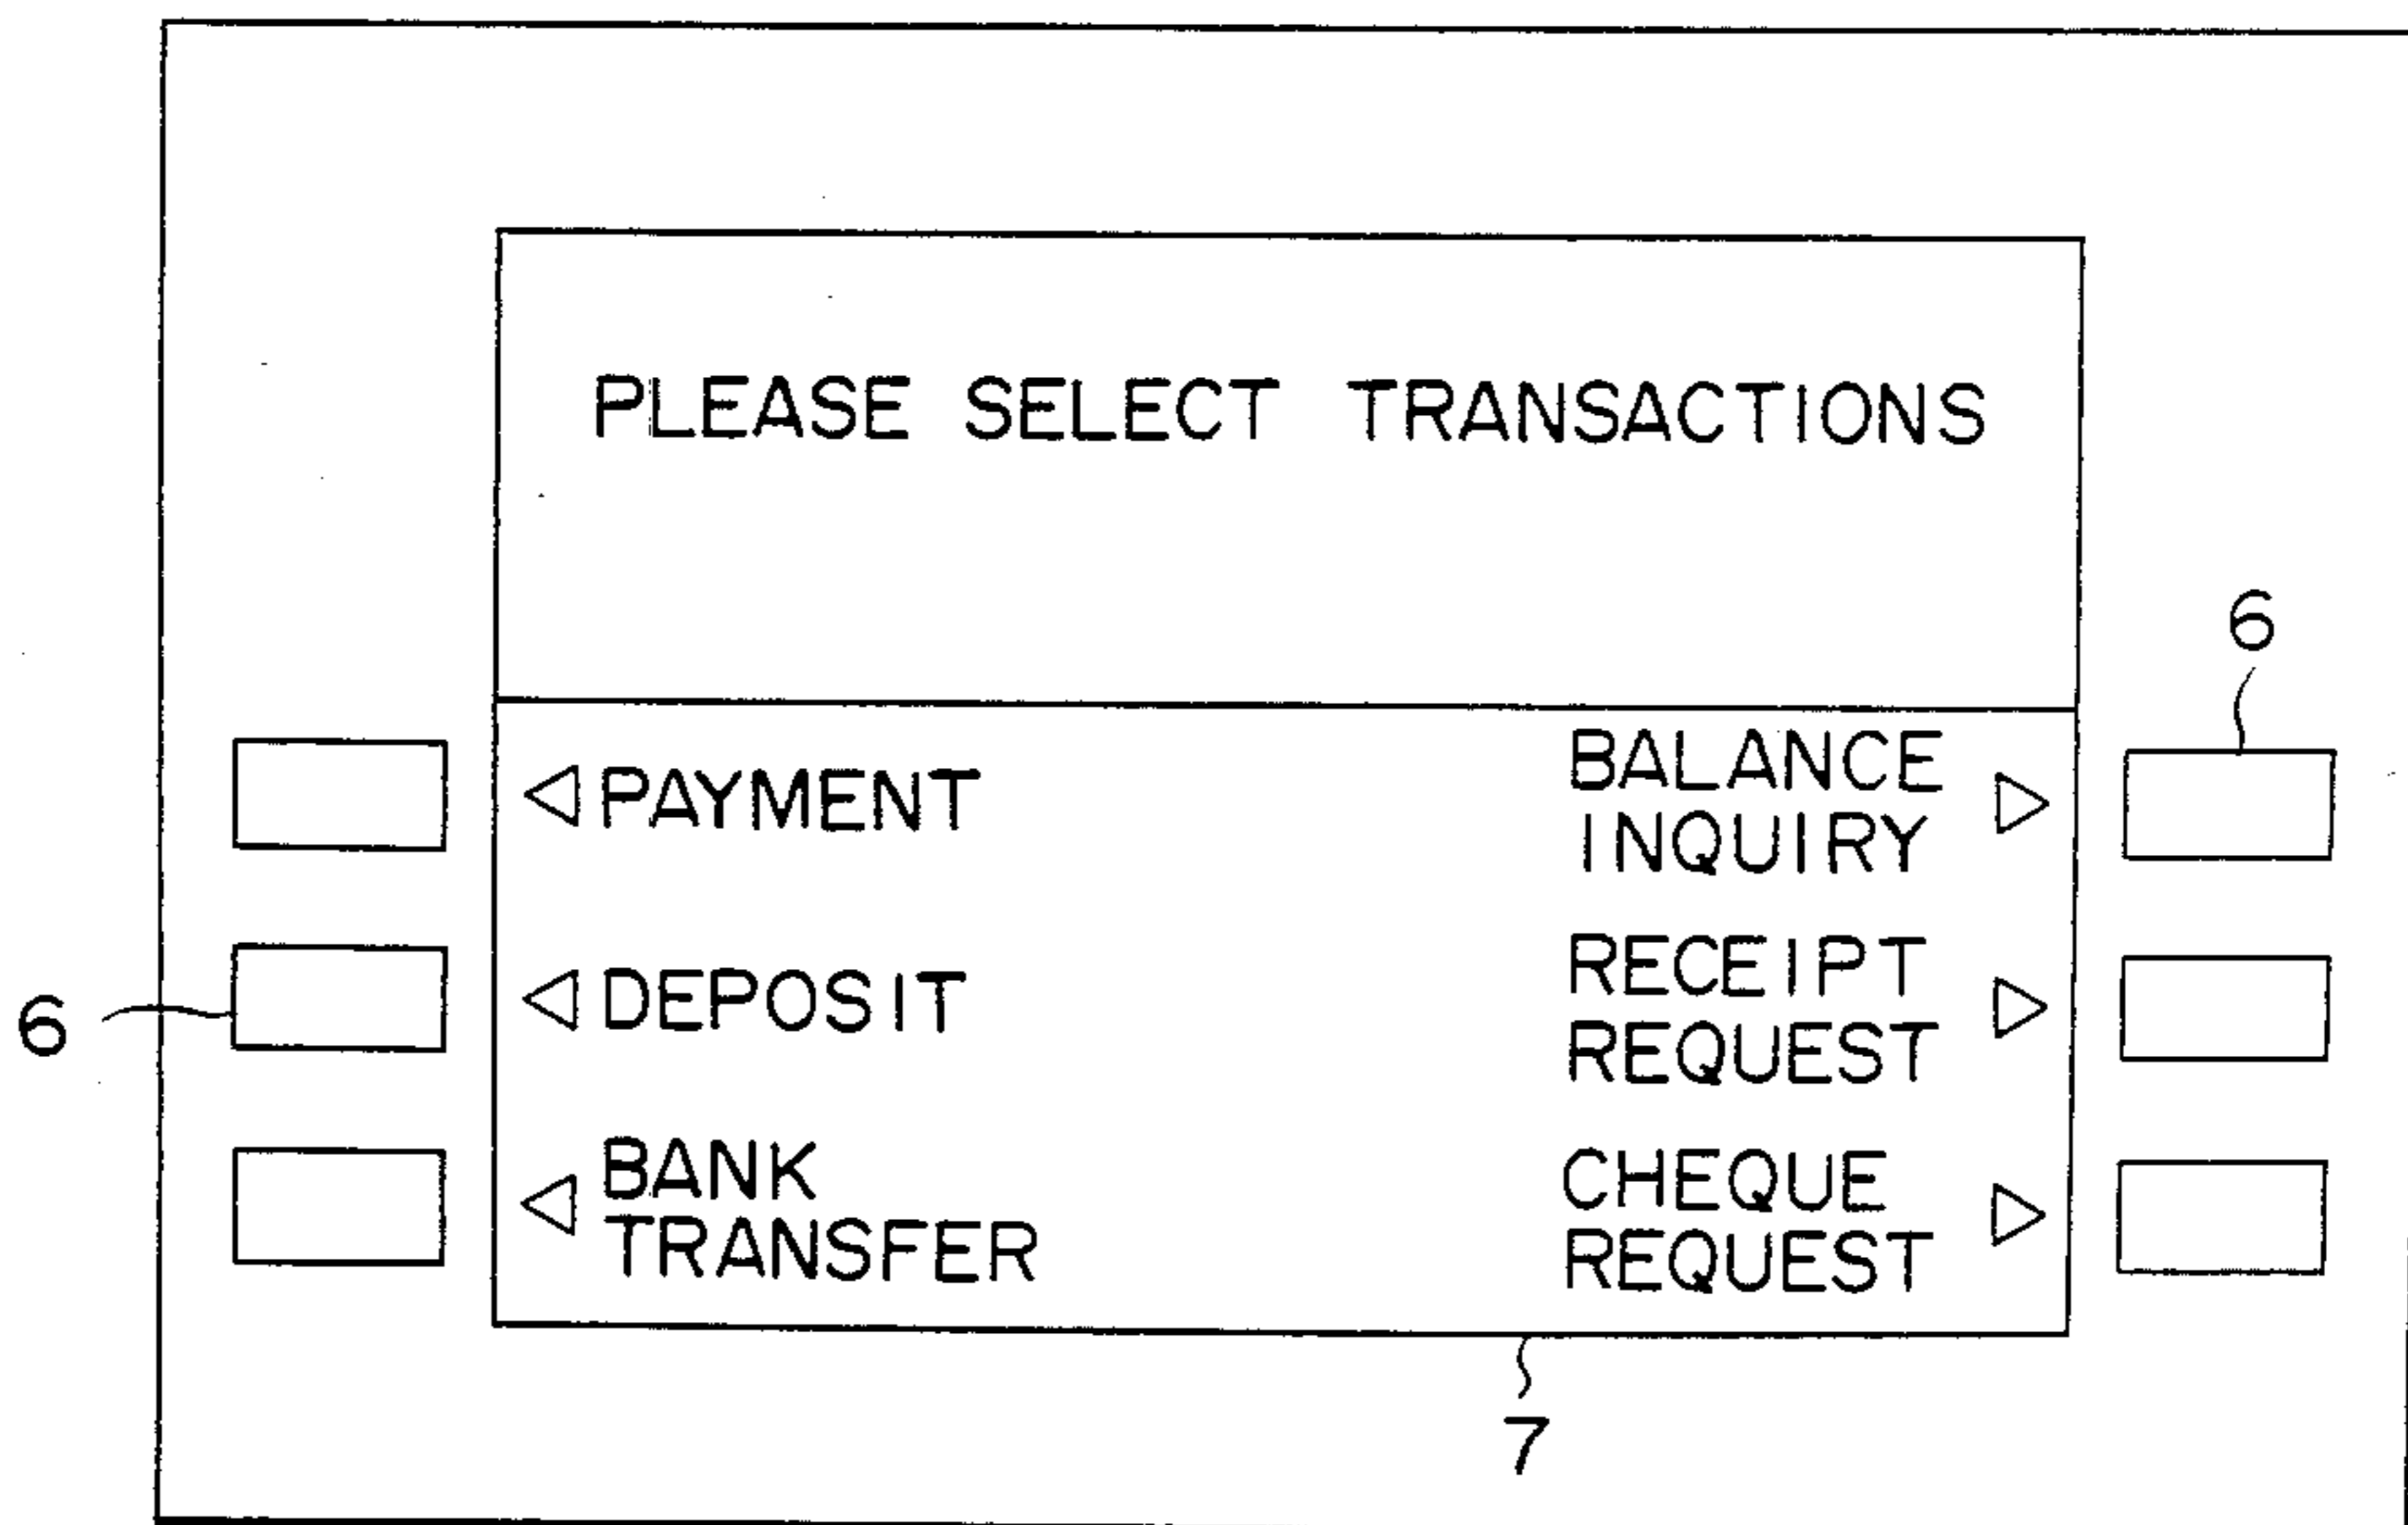 PLEASE SELECT TRANSACTIONS
6
PAYMENT
BALANCE
INQUIRY
6
DEPOSIT
RECEIPT
REQUEST
BANK
TRANSFER
CHEQUE
REQUEST
7